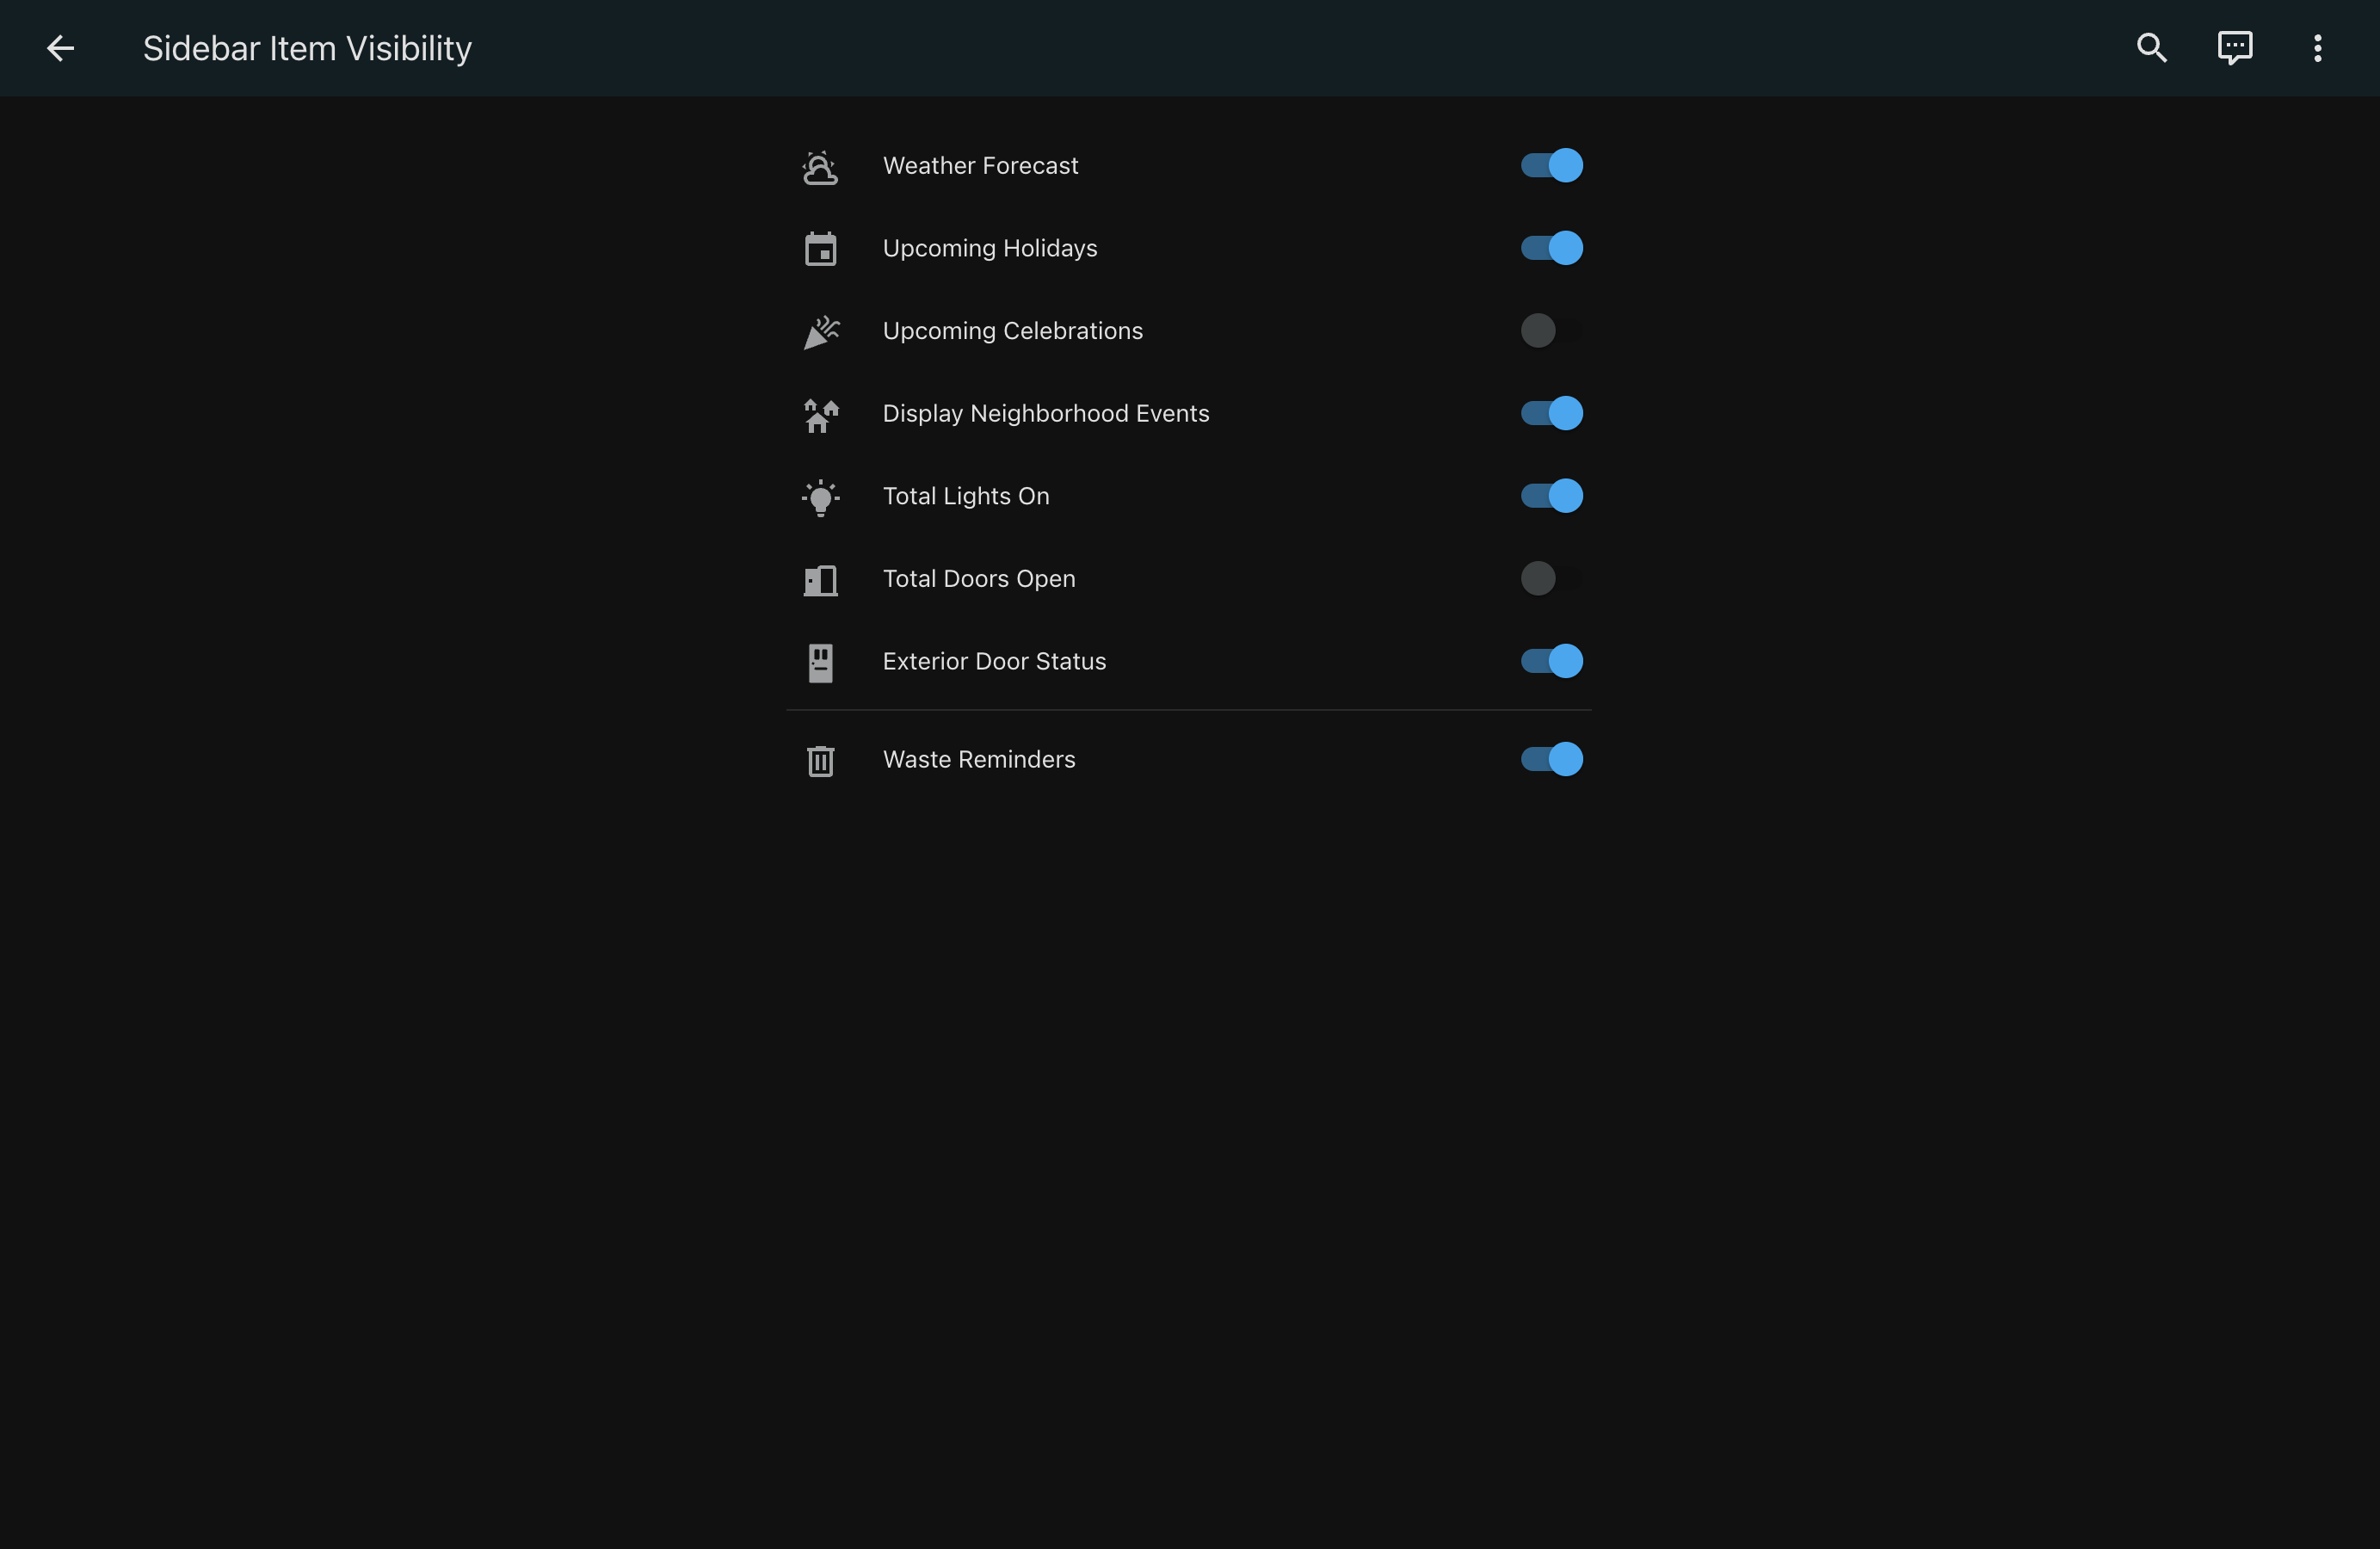 Sidebar Item Visibility
Weather Forecast
Upcoming Holidays
Upcoming Celebrations
Display Neighborhood Events
Total Lights On
Total Doors Open
Exterior Door Status
Waste Reminders